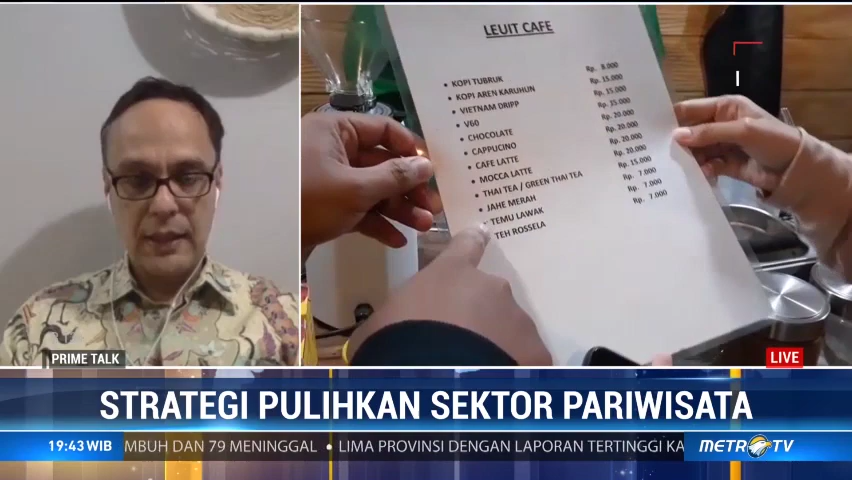 LEUIT CAFE
• KOPI TUBRUK Rp. 8.000
• KOPI AREN KARUHUN Rp. 15.000
• VIETNAM DRIPP Rp. 15.000
• V60 Rp. 15.000
• CHOCOLATE Rp. 20.000
• CAPPUCINO Rp. 20.000
• CAFE LATTE Rp. 20.000
• MOCCA LATTE Rp. 20.000
• THAI TEA / GREEN THAI TEA Rp. 15.000
• JAHE MERAH Rp. 7.000
• TEMU LAWAK Rp. 7.000
TEH ROSSELA Rp. 7.000
PRIME TALK
LIVE
STRATEGI PULIHKAN SEKTOR PARIWISATA
19:43 WIB MBUH DAN 79 MENINGGAL • LIMA PROVINSI DENGAN LAPORAN TERTINGGI KA METRO TV